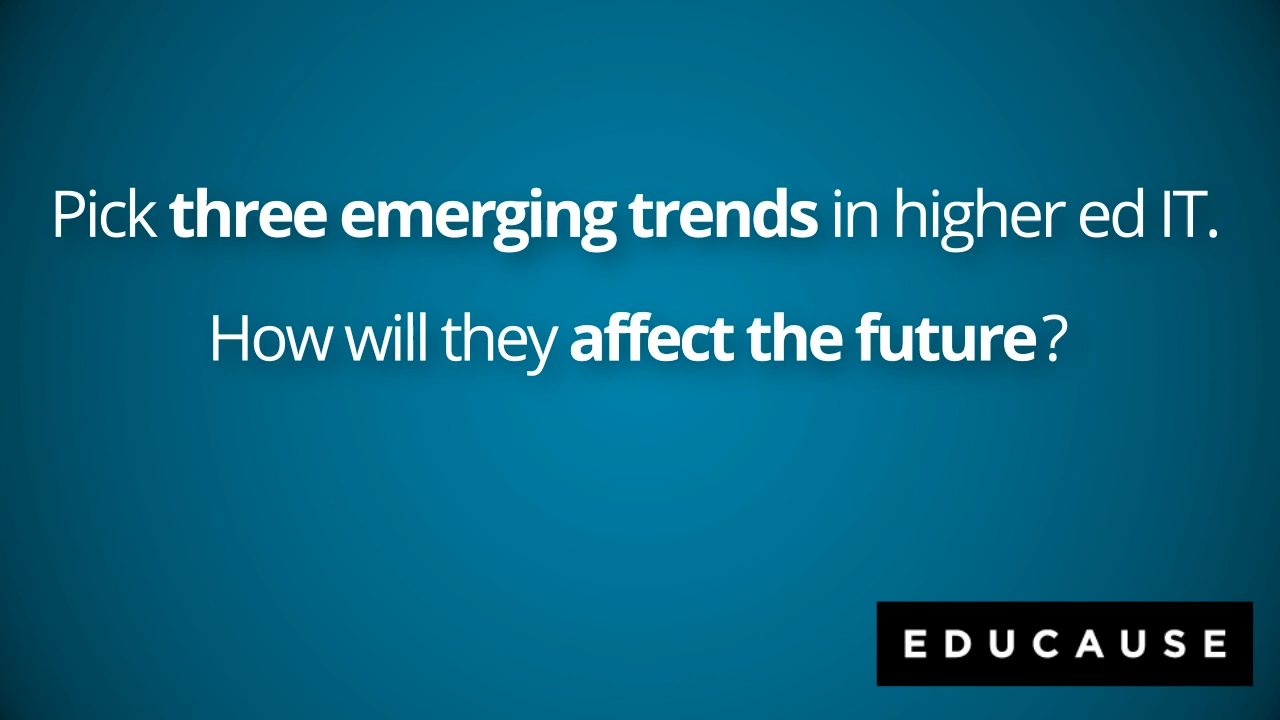 Pick three emerging trends in higher ed IT.
How will they affect the future?
EDUCAUSE